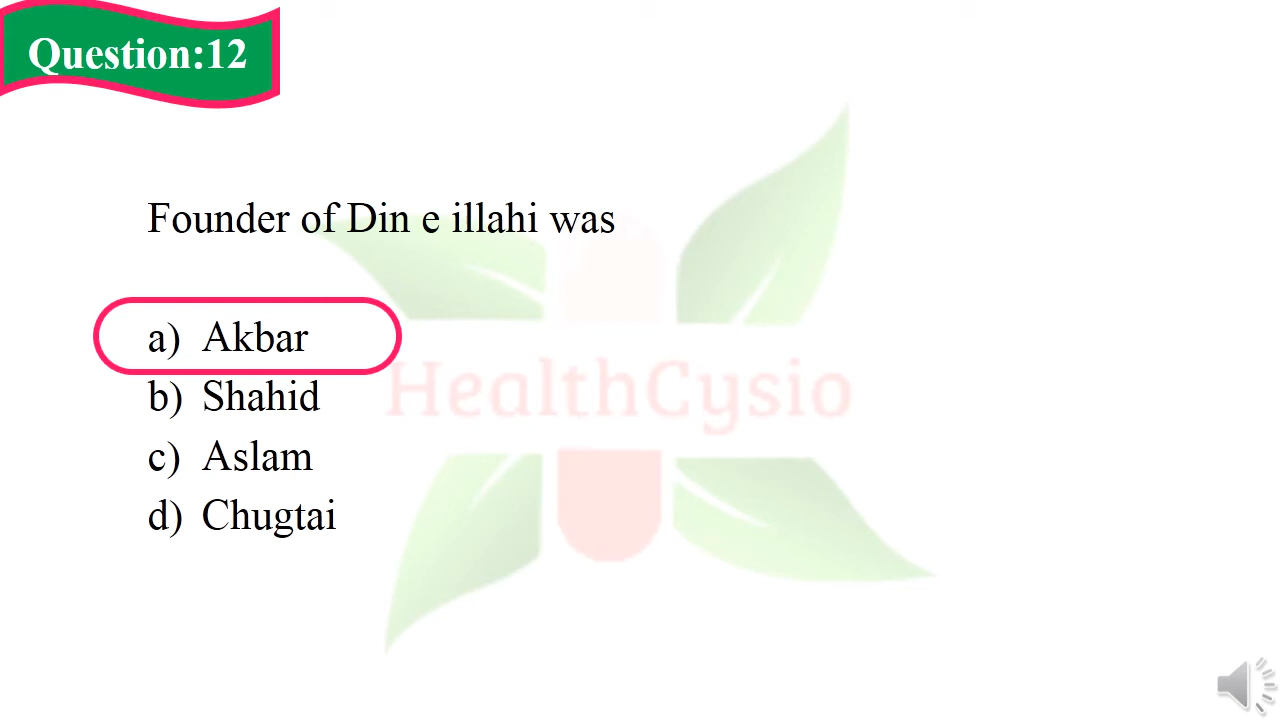 Question:12
Founder of Din e illahi was
a) Akbar
b) Shahid
HealthCysio
c) Aslam
d) Chugtai